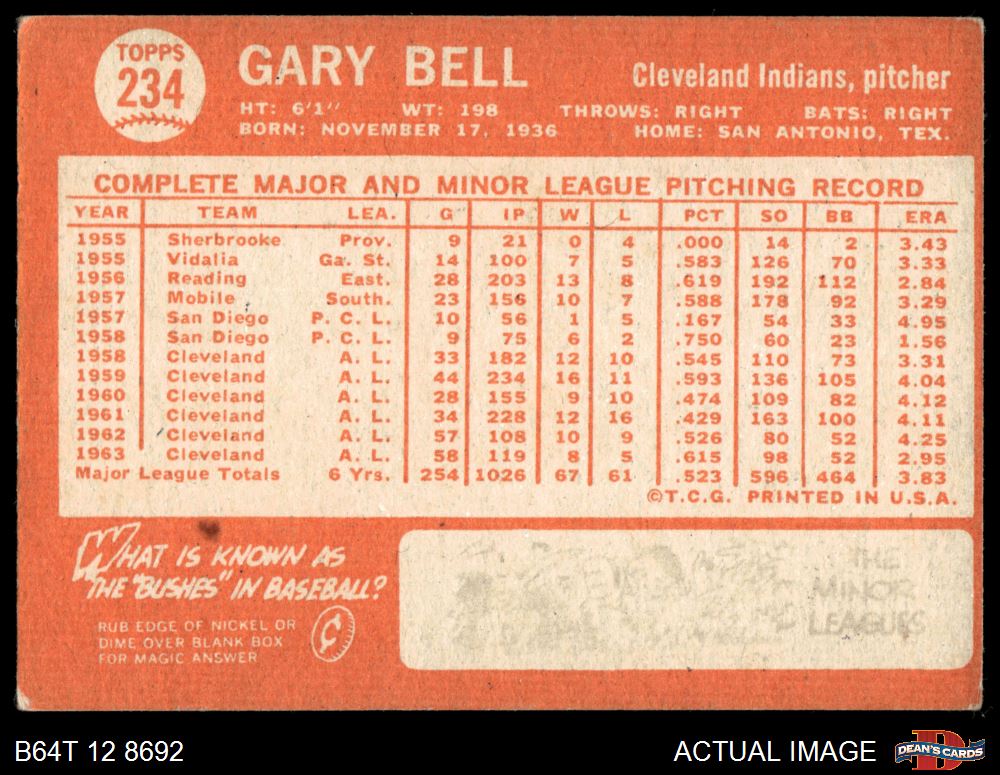 TOPPS
234
GARY BELL
Cleveland Indians, pitcher
HT: 6'1" WT: 198 THROWS: RIGHT BATS: RIGHT
BORN: NOVEMBER 17, 1936 HOME: SAN ANTONIO, TEX.
COMPLETE MAJOR AND MINOR LEAGUE PITCHING RECORD
YEAR TEAM LEA. G IP W L PCT SO BB ERA
1955 Sherbrooke Prov. 9 21 0 4 .000 14 2 3.43
1955 Vidalia Ga. St. 14 100 7 5 .583 126 70 3.33
1956 Reading East. 28 203 13 8 .619 192 112 2.84
1957 Mobile South. 23 156 10 7 .588 178 92 3.29
1957 San Diego P. C. L. 10 56 1 5 .167 54 33 4.95
1958 San Diego P. C. L. 9 75 6 2 .750 60 23 1.56
1958 Cleveland A. L. 33 182 12 10 .545 110 73 3.31
1959 Cleveland A. L. 44 234 16 11 .593 136 105 4.04
1960 Cleveland A. L. 28 155 9 10 .474 109 82 4.12
1961 Cleveland A. L. 34 228 12 16 .429 163 100 4.11
1962 Cleveland A. L. 57 108 10 9 .526 80 52 4.25
1963 Cleveland A. L. 58 119 8 5 .615 98 52 2.95
Major League Totals 6 Yrs. 254 1026 67 61 .523 596 464 3.83
©T.C.G. PRINTED IN U.S.A.
WHAT IS KNOWN AS
THE "BUSHES" IN BASEBALL?
RUB EDGE OF NICKEL OR
DIME OVER BLANK BOX
FOR MAGIC ANSWER
THE
MINOR
LEAGUES
B64T 12 8692
ACTUAL IMAGE
DEAN'S CARDS